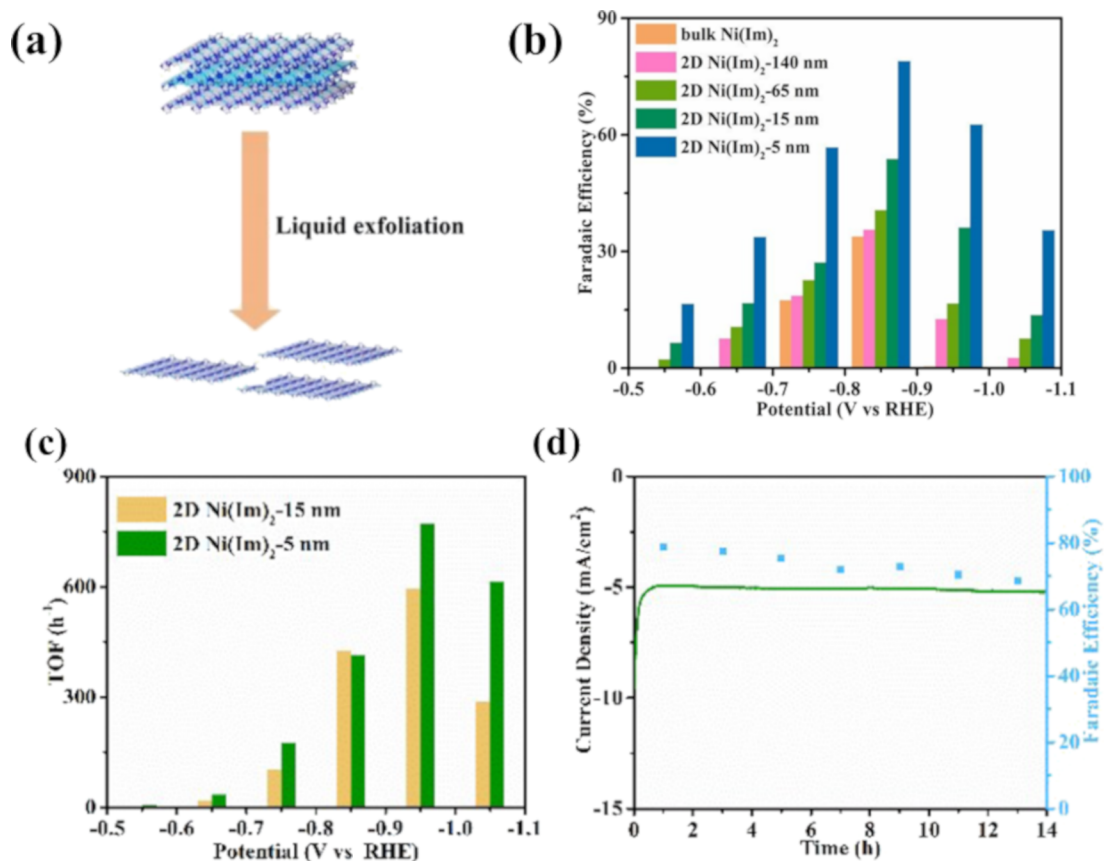 (a)
Liquid exfoliation
(b)
bulk Ni(Im)₂
2D Ni(Im)₂-140 nm
2D Ni(Im)₂-65 nm
2D Ni(Im)₂-15 nm
2D Ni(Im)₂-5 nm
Faradaic Efficiency (%)
90
60
30
0
-0.5 -0.6 -0.7 -0.8 -0.9 -1.0 -1.1
Potential (V vs RHE)
(c)
2D Ni(Im)₂-15 nm
2D Ni(Im)₂-5 nm
TOF (h⁻¹)
900
600
300
0
-0.5 -0.6 -0.7 -0.8 -0.9 -1.0 -1.1
Potential (V vs RHE)
(d)
Current Density (mA/cm²)
0
-5
-10
-15
0 2 4 6 8 10 12 14
Time (h)
100
80
60
40
20
0
Faradaic Efficiency (%)